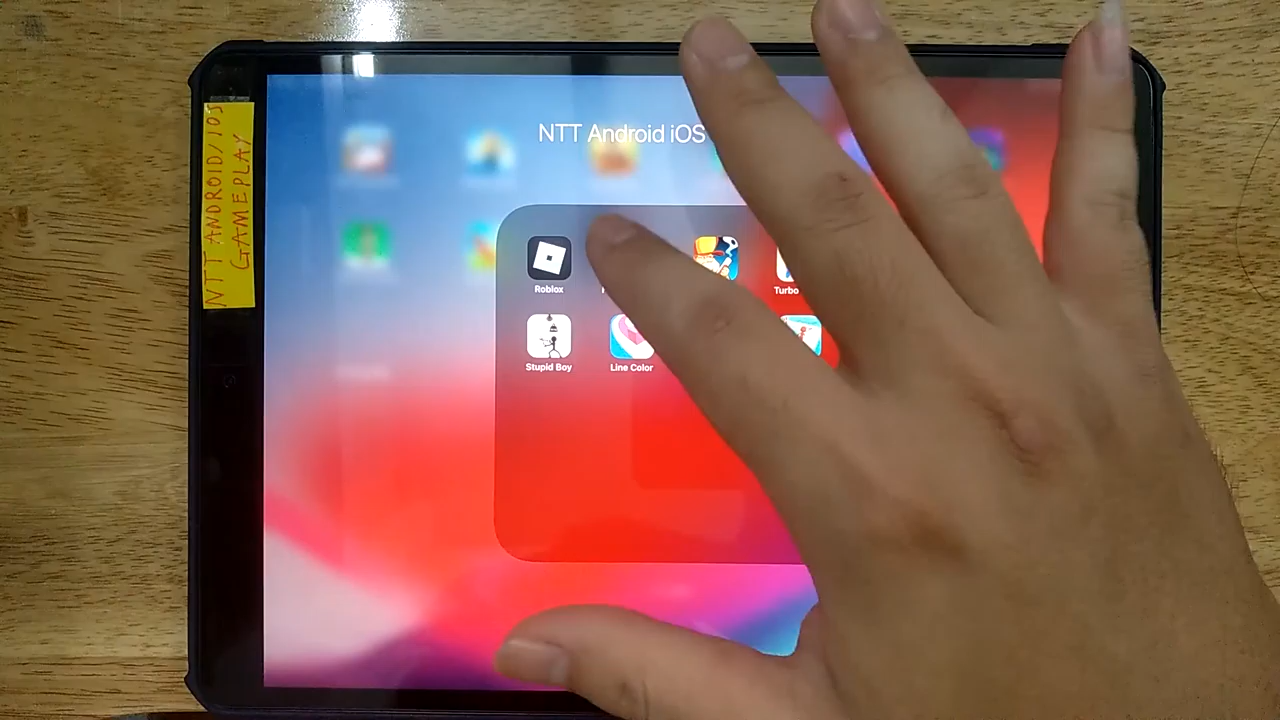 NTT ANDROID/IOS
GAMEPLAY
NTT Android iOS
Roblox
Turbo
Stupid Boy
Line Color